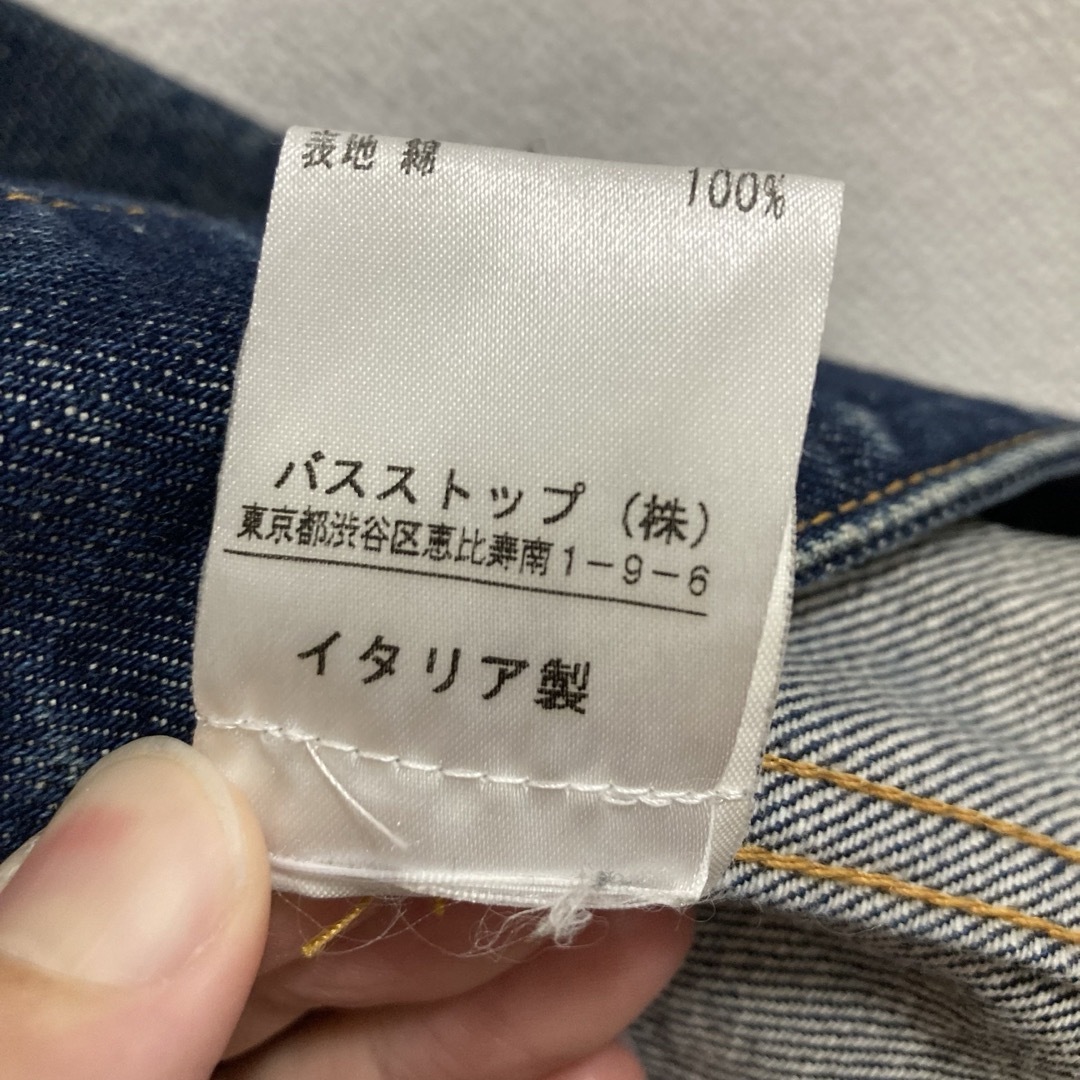 表地 綿 100%
バスストップ (株)
東京都渋谷区恵比寿南1-9-6
イタリア製